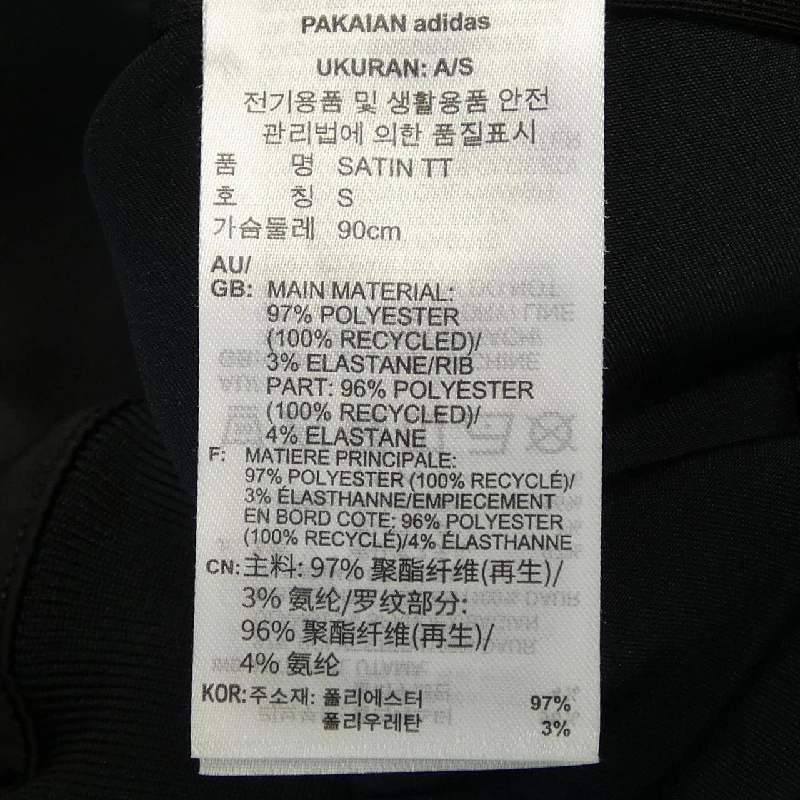 PAKAIAN adidas
UKURAN: A/S
전기용품 및 생활용품 안전
관리법에 의한 품질표시
품 명 SATIN TT
호 칭 S
가슴둘레 90cm
AU/
GB: MAIN MATERIAL:
97% POLYESTER
(100% RECYCLED)/
3% ELASTANE/RIB
PART: 96% POLYESTER
(100% RECYCLED)/
4% ELASTANE
F: MATIERE PRINCIPALE:
97% POLYESTER (100% RECYCLÉ)/
3% ÉLASTHANNE/EMPIECEMENT
EN BORD COTE: 96% POLYESTER
(100% RECYCLÉ)/4% ÉLASTHANNE
CN: 主料: 97% 聚酯纤维(再生)/
3% 氨纶/罗纹部分:
96% 聚酯纤维(再生)/
4% 氨纶
KOR: 주소재: 폴리에스터 97%
폴리우레탄 3%